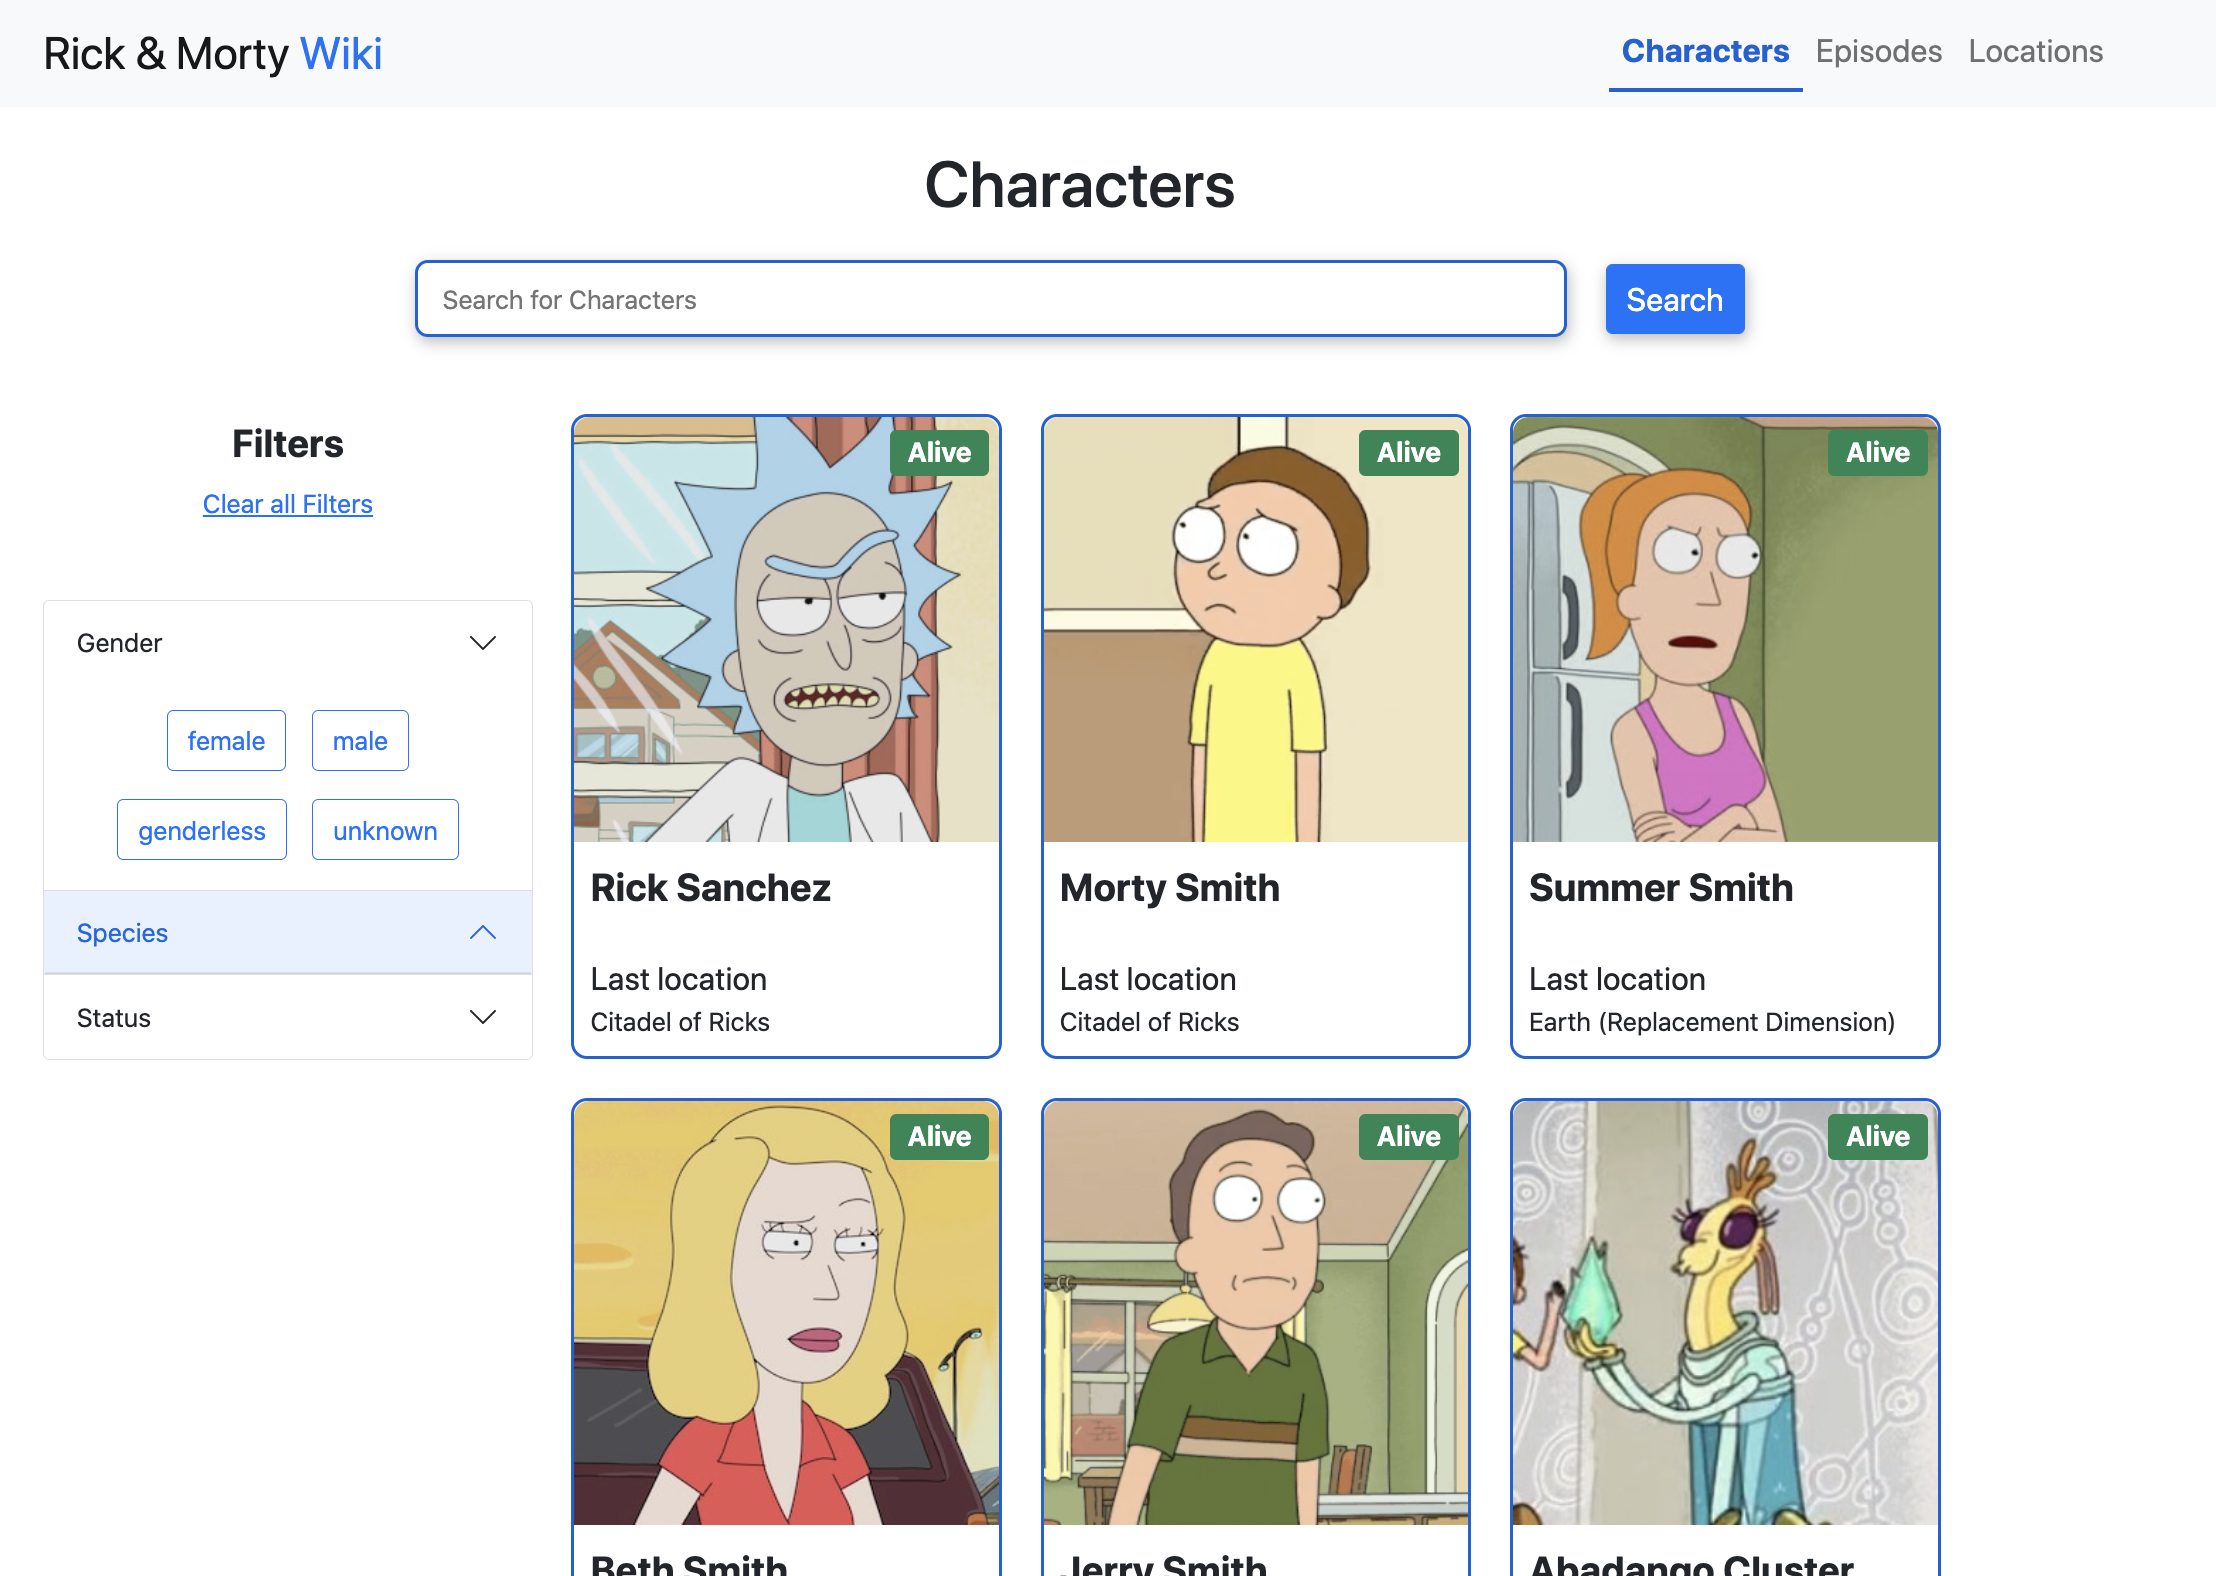 Rick & Morty Wiki
Characters Episodes Locations
Characters
Search for Characters
Search
Filters
Clear all Filters
Gender
female male
genderless unknown
Species
Status
Alive
Rick Sanchez
Last location
Citadel of Ricks
Alive
Morty Smith
Last location
Citadel of Ricks
Alive
Summer Smith
Last location
Earth (Replacement Dimension)
Alive
Beth Smith
Alive
Jerry Smith
Alive
Abadango Cluster